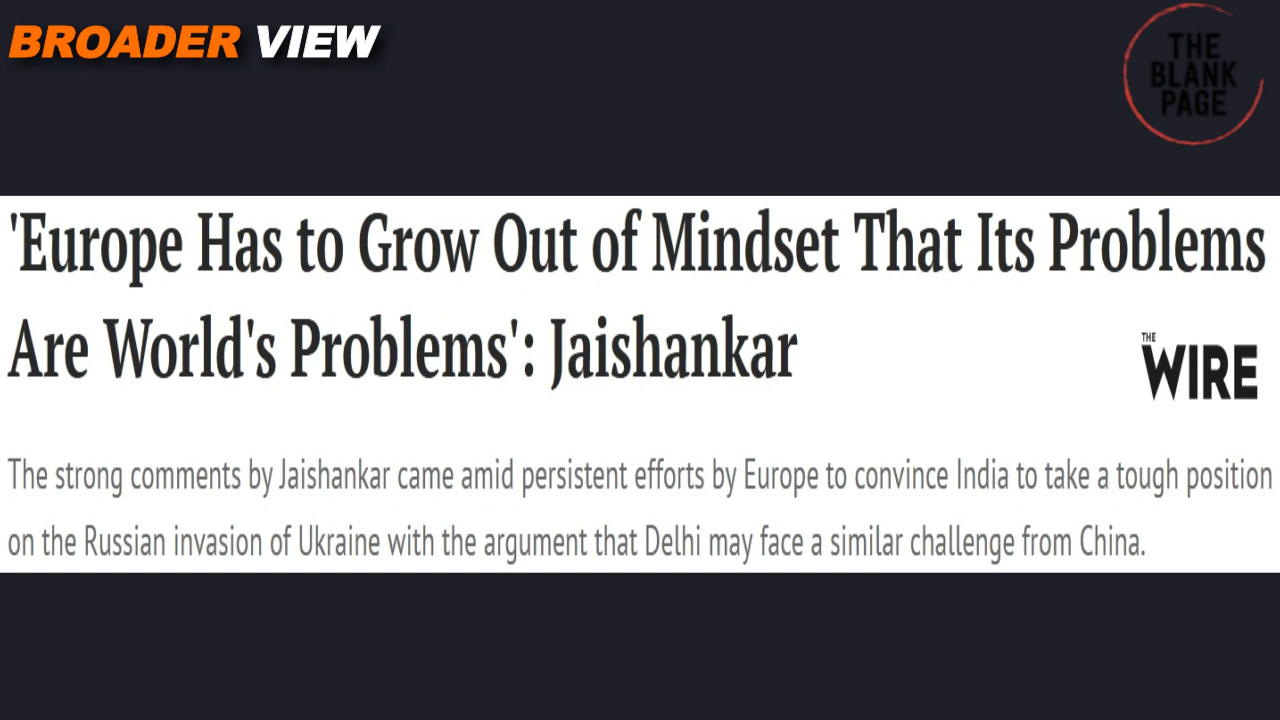 BROADER VIEW
THE
BLANK
PAGE
'Europe Has to Grow Out of Mindset That Its Problems
Are World's Problems': Jaishankar
THE
WIRE
The strong comments by Jaishankar came amid persistent efforts by Europe to convince India to take a tough position
on the Russian invasion of Ukraine with the argument that Delhi may face a similar challenge from China.